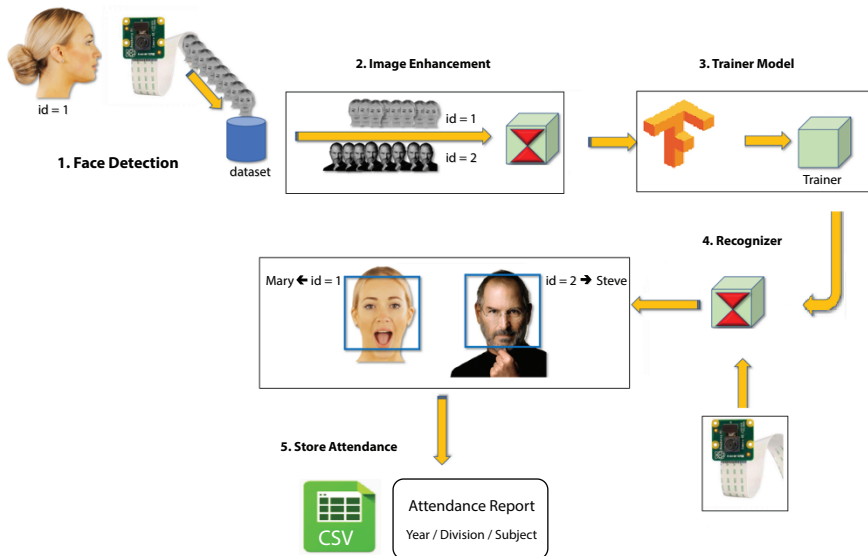 id = 1
1. Face Detection
dataset
2. Image Enhancement
id = 1
id = 2
3. Trainer Model
Trainer
4. Recognizer
Mary 🡸 id = 1
id = 2 🡺 Steve
5. Store Attendance
CSV
Attendance Report
Year / Division / Subject